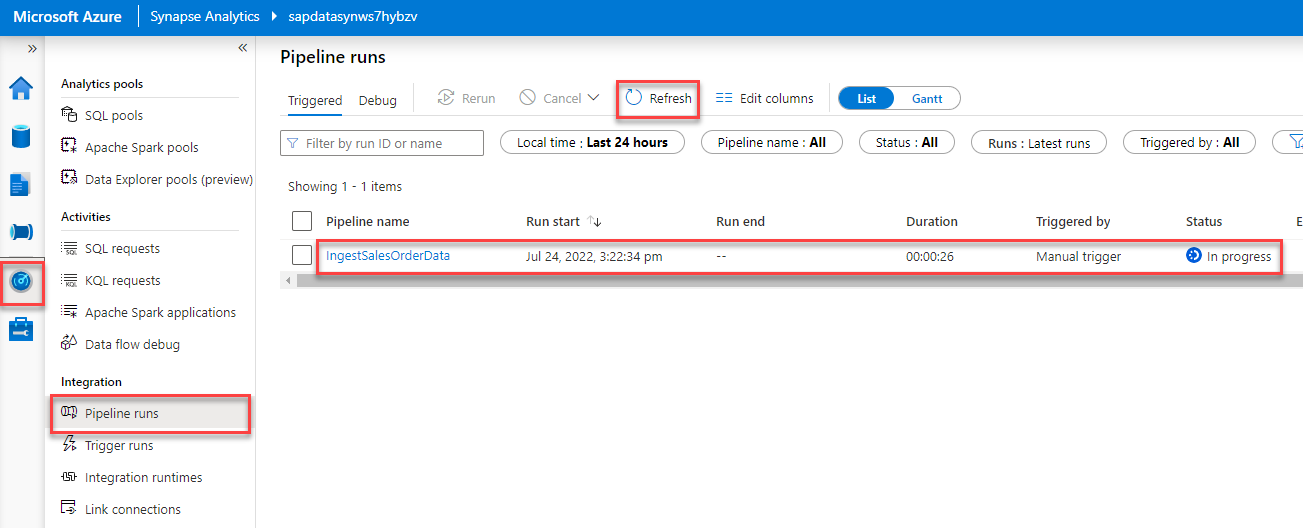 Microsoft Azure Synapse Analytics sapdatasynws7hybzv
Analytics pools
SQL pools
Apache Spark pools
Data Explorer pools (preview)
Activities
SQL requests
KQL requests
Apache Spark applications
Data flow debug
Integration
Pipeline runs
Trigger runs
Integration runtimes
Link connections
Pipeline runs
Triggered Debug Rerun Cancel Refresh Edit columns List Gantt
Filter by run ID or name Local time : Last 24 hours Pipeline name : All Status : All Runs : Latest runs Triggered by : All
Showing 1 - 1 items
Pipeline name Run start Run end Duration Triggered by Status E
IngestSalesOrderData Jul 24, 2022, 3:22:34 pm -- 00:00:26 Manual trigger In progress